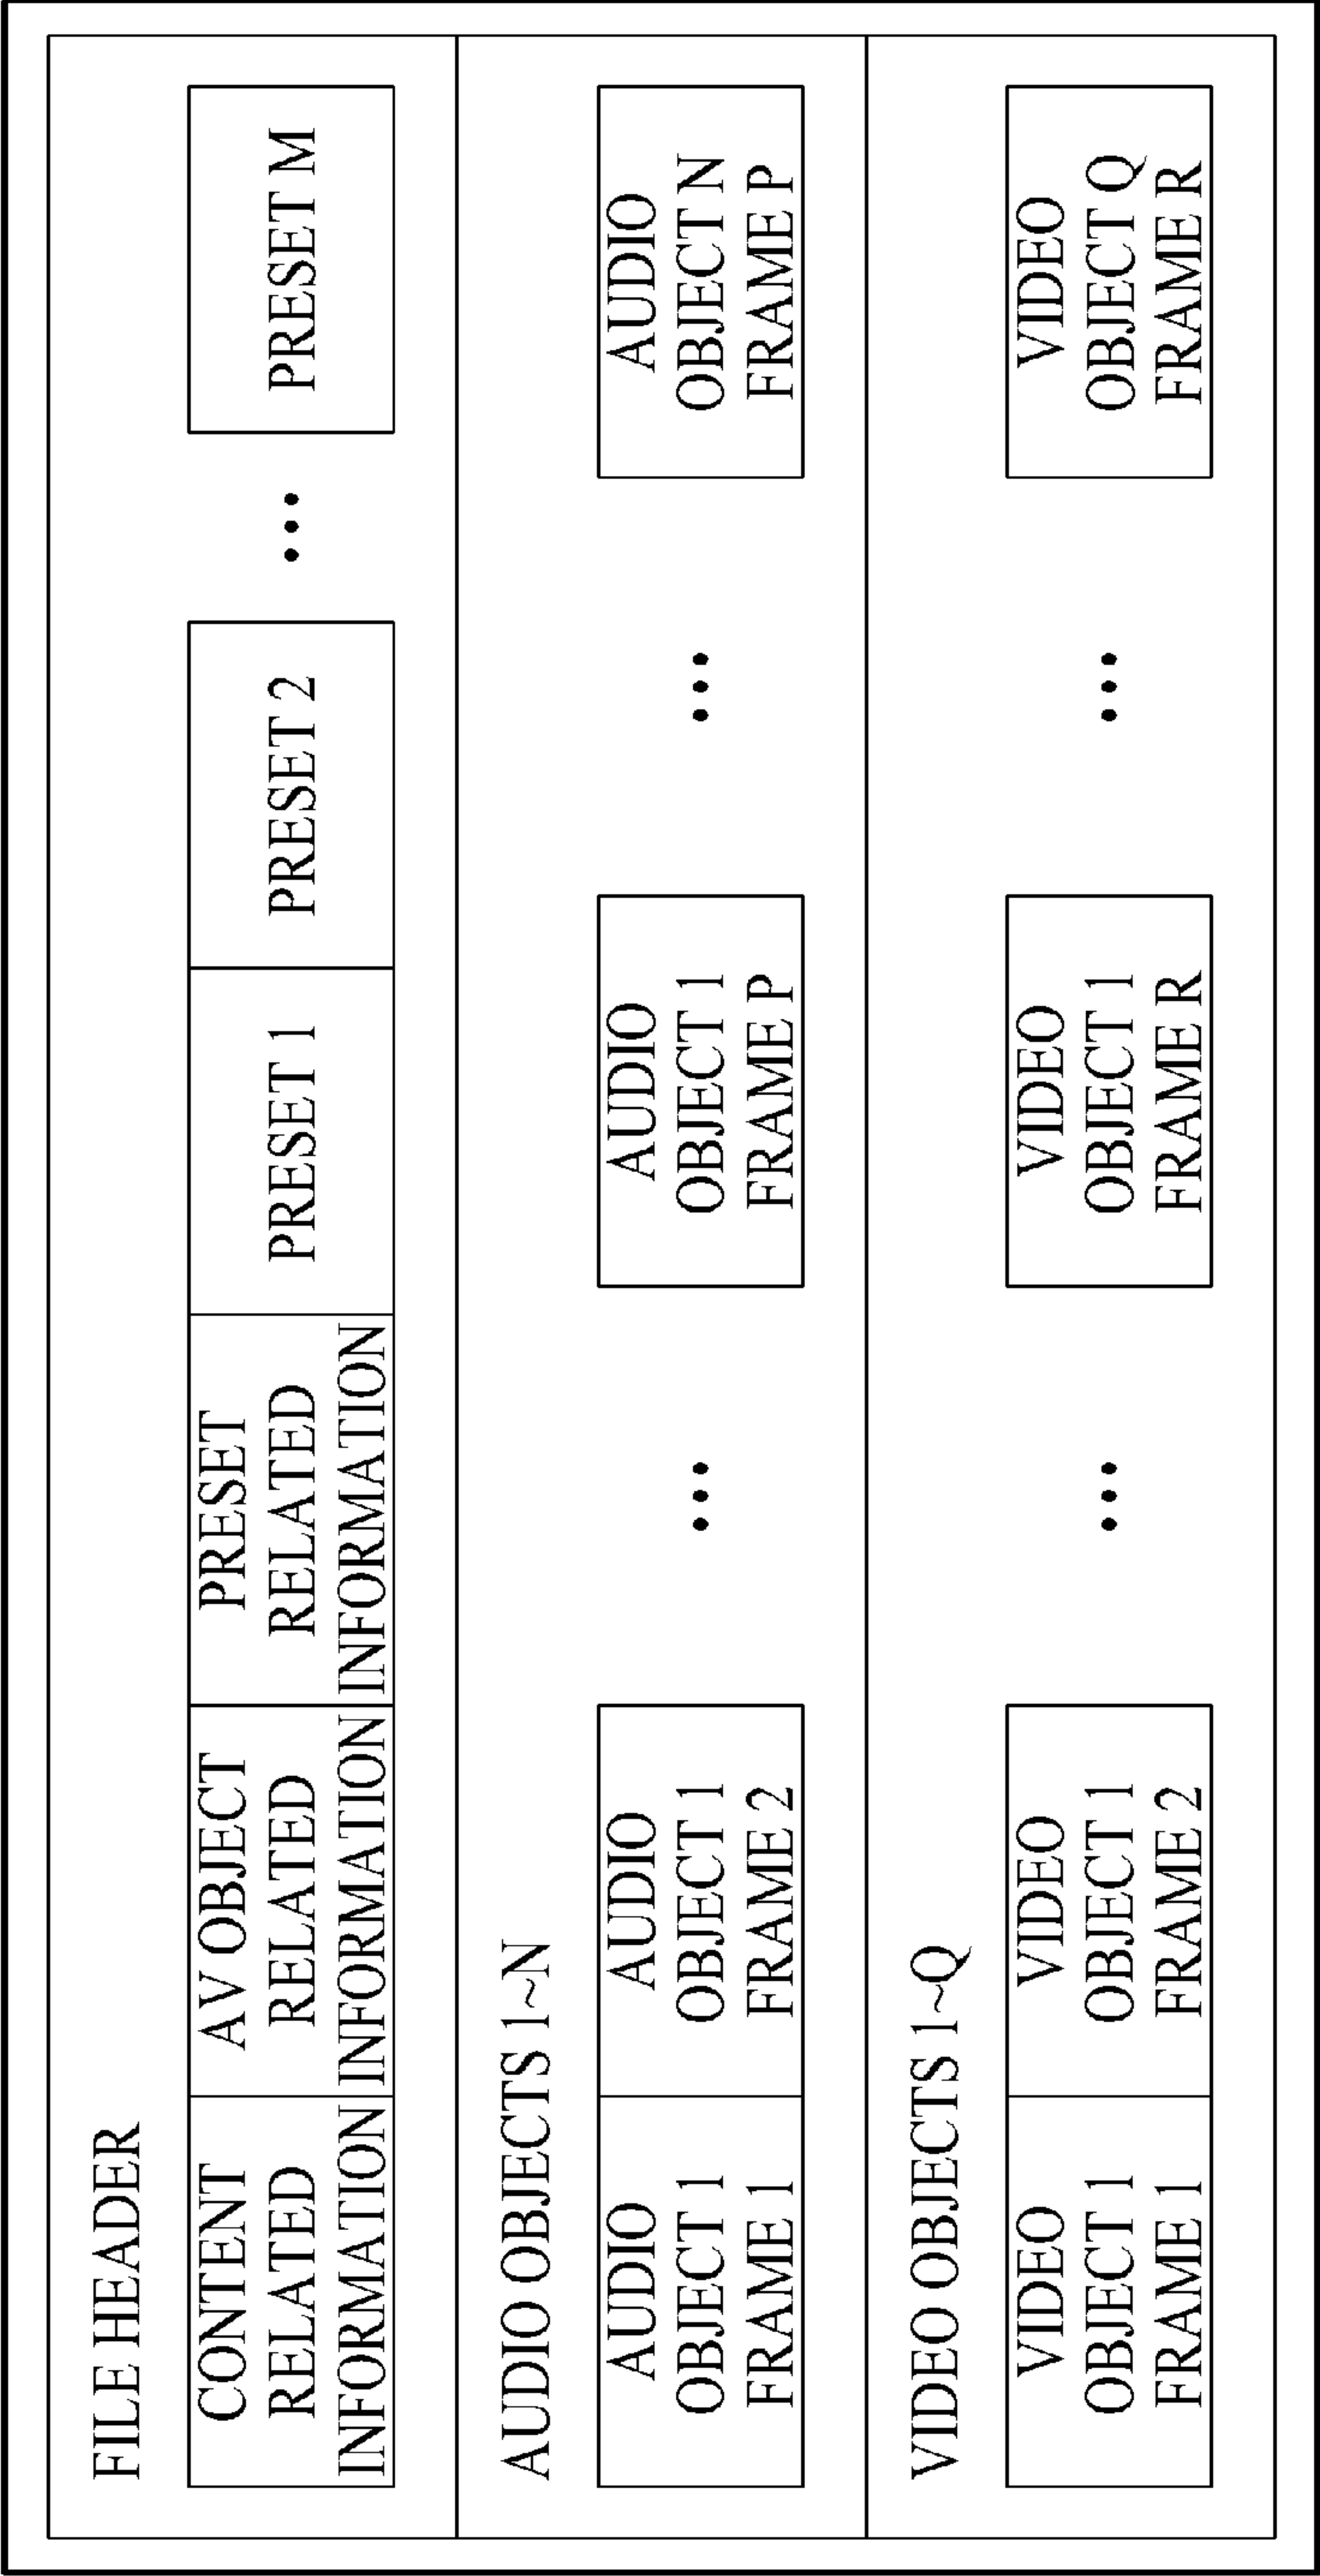 FILE HEADER
CONTENT
RELATED
INFORMATION
AV OBJECT
RELATED
INFORMATION
PRESET
RELATED
INFORMATION
PRESET 1
PRESET 2
...
PRESET M
AUDIO OBJECTS 1~N
AUDIO
OBJECT 1
FRAME 1
AUDIO
OBJECT 1
FRAME 2
...
AUDIO
OBJECT 1
FRAME P
...
AUDIO
OBJECT N
FRAME P
VIDEO OBJECTS 1~Q
VIDEO
OBJECT 1
FRAME 1
VIDEO
OBJECT 1
FRAME 2
...
VIDEO
OBJECT 1
FRAME R
...
VIDEO
OBJECT Q
FRAME R